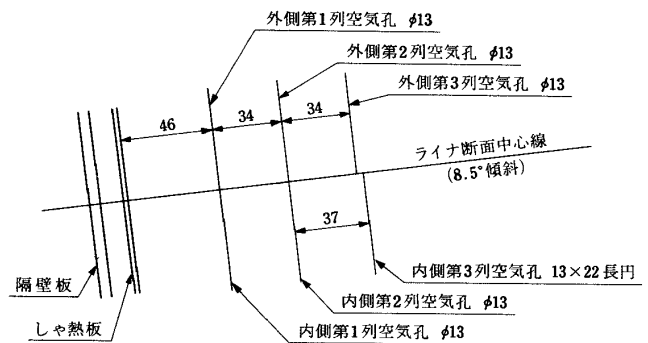 外側第1列空気孔 φ13
外側第2列空気孔 φ13
外側第3列空気孔 φ13
46
34
34
ライナ断面中心線
(8.5°傾斜)
37
隔壁板
しゃ熱板
内側第3列空気孔 13×22長円
内側第2列空気孔 φ13
内側第1列空気孔 φ13